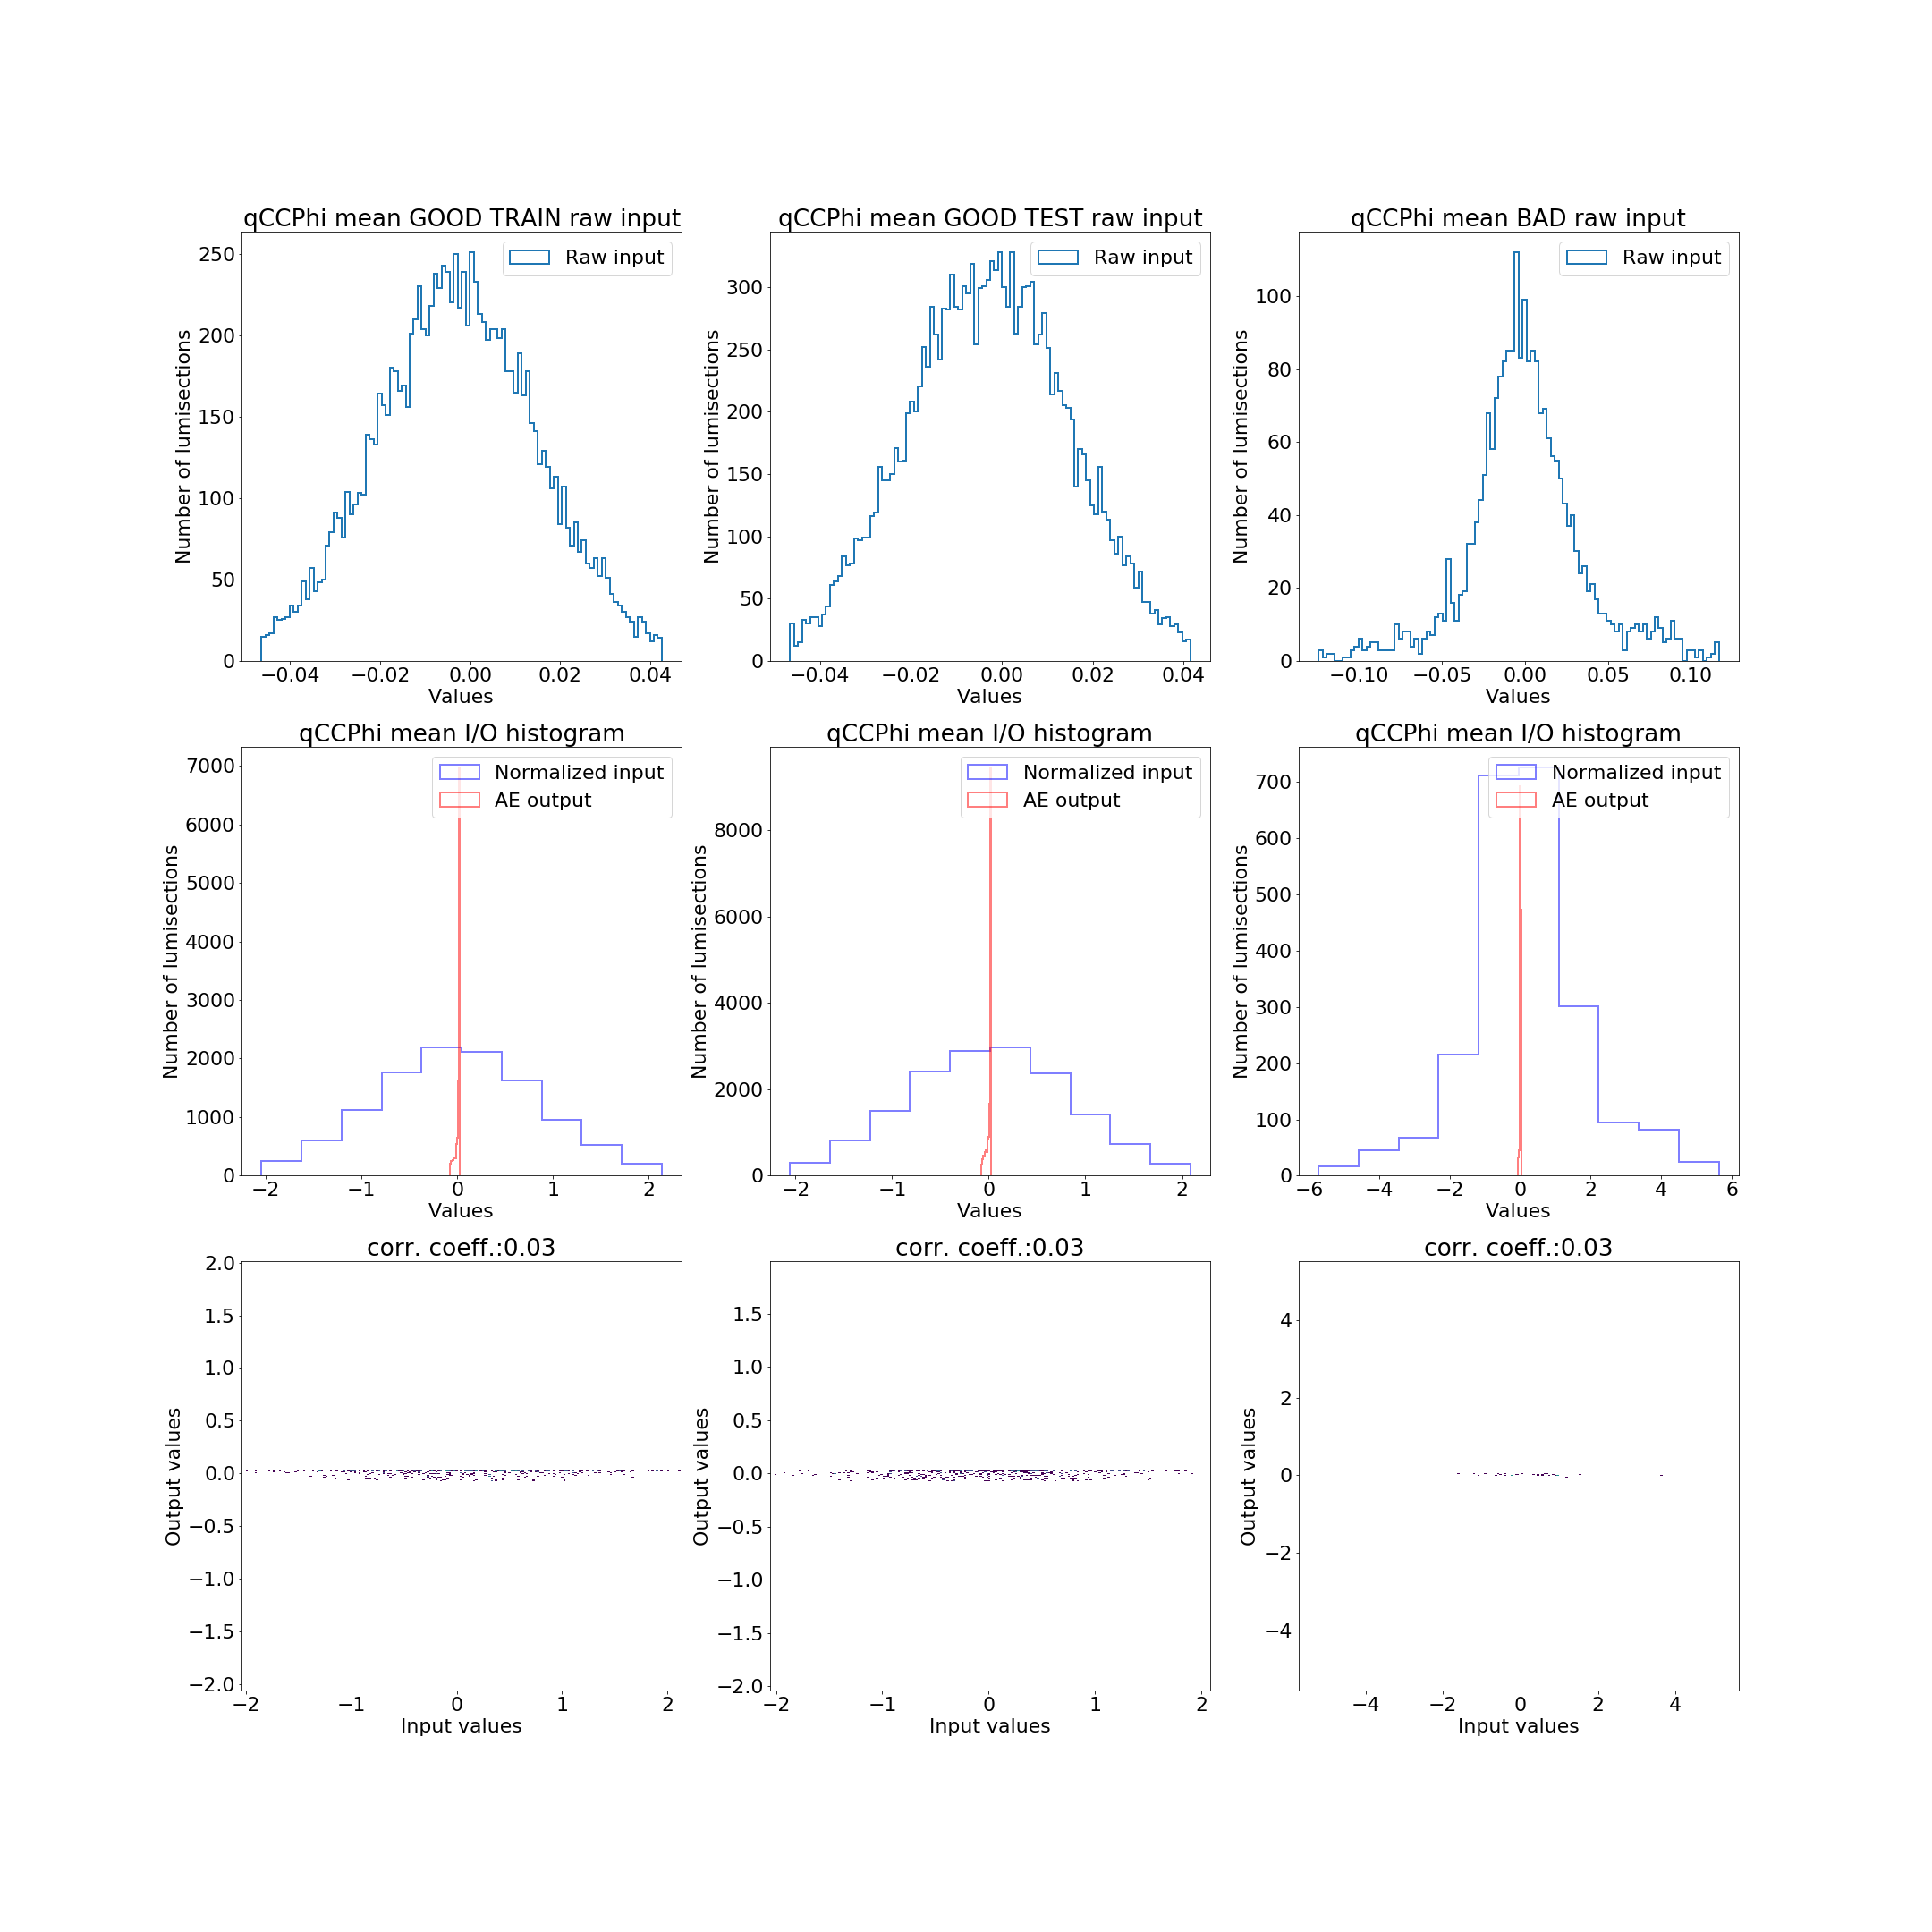 qCCPhi mean GOOD TRAIN raw input
Raw input
Number of lumisections
250
200
150
100
50
0
−0.04 −0.02 0.00 0.02 0.04
Values
qCCPhi mean GOOD TEST raw input
Raw input
Number of lumisections
300
250
200
150
100
50
0
−0.04 −0.02 0.00 0.02 0.04
Values
qCCPhi mean BAD raw input
Raw input
Number of lumisections
100
80
60
40
20
0
−0.10 −0.05 0.00 0.05 0.10
Values
qCCPhi mean I/O histogram
Normalized input
AE output
Number of lumisections
7000
6000
5000
4000
3000
2000
1000
0
−2 −1 0 1 2
Values
qCCPhi mean I/O histogram
Normalized input
AE output
Number of lumisections
8000
6000
4000
2000
0
−2 −1 0 1 2
Values
qCCPhi mean I/O histogram
Normalized input
AE output
Number of lumisections
700
600
500
400
300
200
100
0
−6 −4 −2 0 2 4 6
Values
corr. coeff.:0.03
Output values
2.0
1.5
1.0
0.5
0.0
−0.5
−1.0
−1.5
−2.0
−2 −1 0 1 2
Input values
corr. coeff.:0.03
Output values
1.5
1.0
0.5
0.0
−0.5
−1.0
−1.5
−2.0
−2 −1 0 1 2
Input values
corr. coeff.:0.03
Output values
4
2
0
−2
−4
−4 −2 0 2 4
Input values